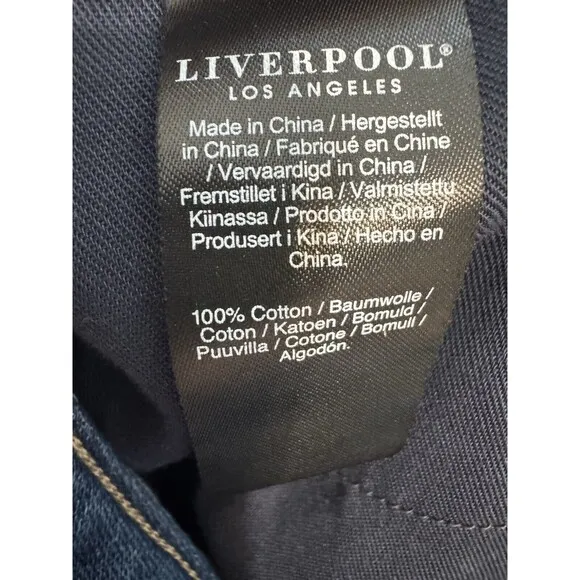 LIVERPOOL®
LOS ANGELES
Made in China / Hergestellt
in China / Fabriqué en Chine
/ Vervaardigd in China /
Fremstillet i Kina / Valmistettu
Kiinassa / Prodotto in Cina /
Produsert i Kina / Hecho en
China.
100% Cotton / Baumwolle /
Coton / Katoen / Bomuld /
Puuvilla / Cotone / Bomull /
Algodón.